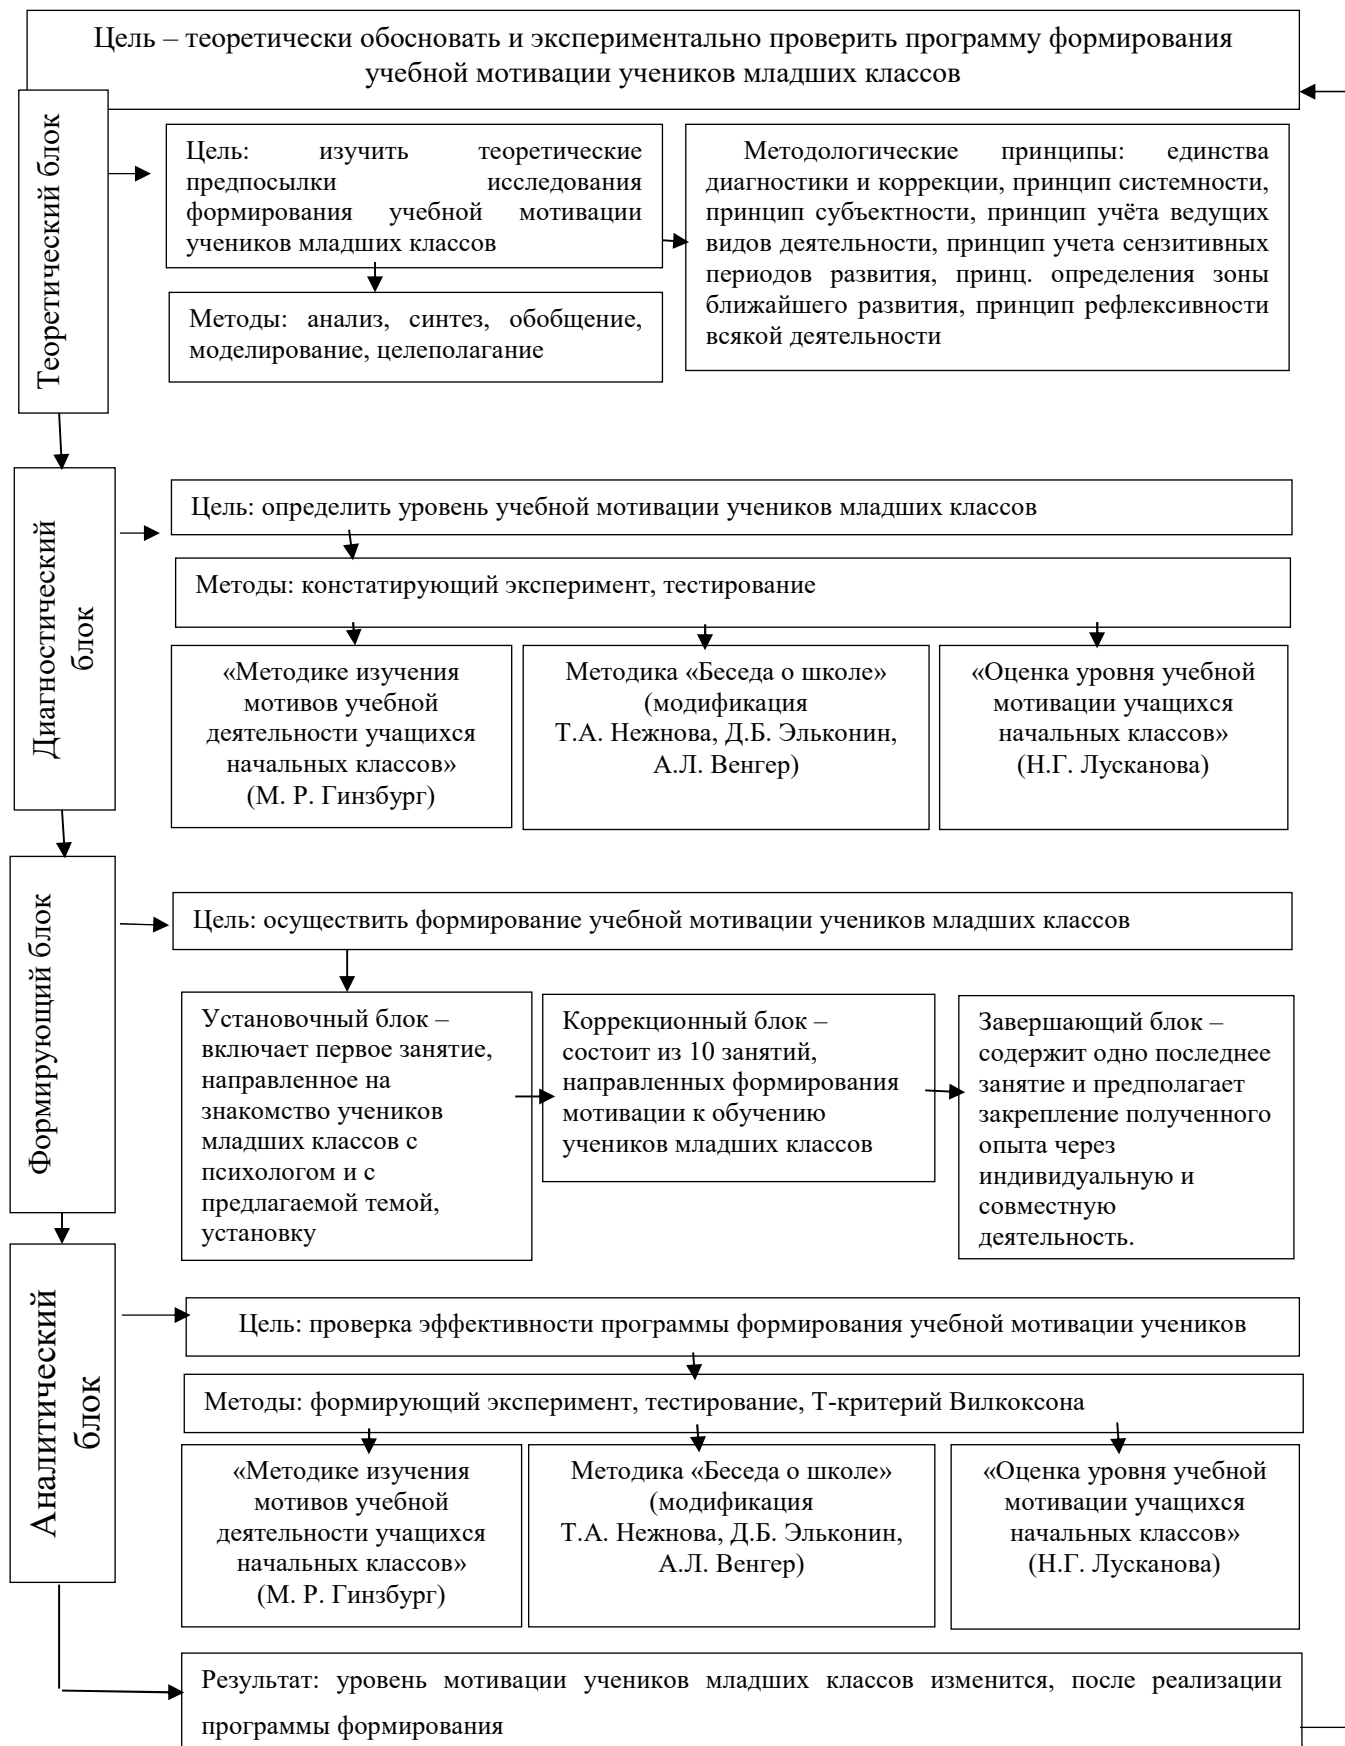 Цель – теоретически обосновать и экспериментально проверить программу формирования
учебной мотивации учеников младших классов
Теоретический блок
Цель: изучить теоретические
предпосылки исследования
формирования учебной мотивации
учеников младших классов
Методологические принципы: единства
диагностики и коррекции, принцип системности,
принцип субъектности, принцип учёта ведущих
видов деятельности, принцип учета сензитивных
периодов развития, принц. определения зоны
ближайшего развития, принцип рефлексивности
всякой деятельности
Методы: анализ, синтез, обобщение,
моделирование, целеполагание
Диагностический
блок
Цель: определить уровень учебной мотивации учеников младших классов
Методы: констатирующий эксперимент, тестирование
«Методике изучения
мотивов учебной
деятельности учащихся
начальных классов»
(М. Р. Гинзбург)
Методика «Беседа о школе»
(модификация
Т.А. Нежнова, Д.Б. Эльконин,
А.Л. Венгер)
«Оценка уровня учебной
мотивации учащихся
начальных классов»
(Н.Г. Лусканова)
Формирующий блок
Цель: осуществить формирование учебной мотивации учеников младших классов
Установочный блок –
включает первое занятие,
направленное на
знакомство учеников
младших классов с
психологом и с
предлагаемой темой,
установку
Коррекционный блок –
состоит из 10 занятий,
направленных формирования
мотивации к обучению
учеников младших классов
Завершающий блок –
содержит одно последнее
занятие и предполагает
закрепление полученного
опыта через
индивидуальную и
совместную
деятельность.
Аналитический
блок
Цель: проверка эффективности программы формирования учебной мотивации учеников
Методы: формирующий эксперимент, тестирование, Т-критерий Вилкоксона
«Методике изучения
мотивов учебной
деятельности учащихся
начальных классов»
(М. Р. Гинзбург)
Методика «Беседа о школе»
(модификация
Т.А. Нежнова, Д.Б. Эльконин,
А.Л. Венгер)
«Оценка уровня учебной
мотивации учащихся
начальных классов»
(Н.Г. Лусканова)
Результат: уровень мотивации учеников младших классов изменится, после реализации
программы формирования